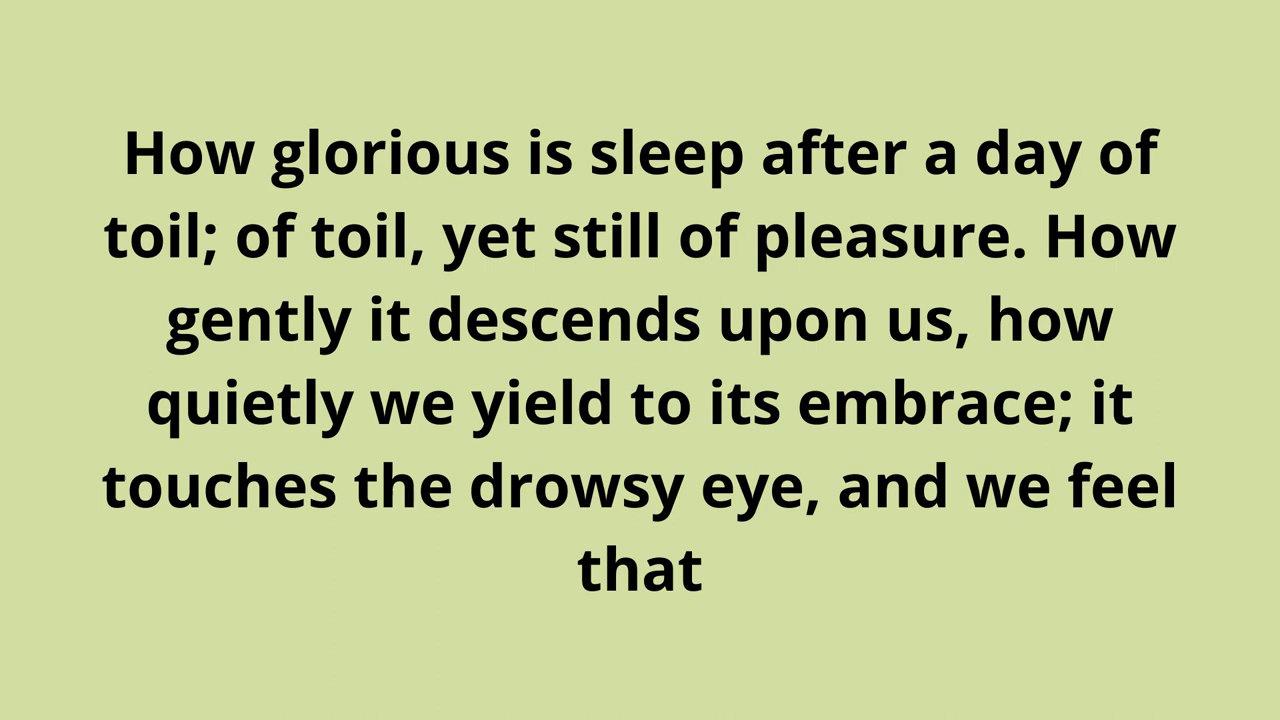 How glorious is sleep after a day of
toil; of toil, yet still of pleasure. How
gently it descends upon us, how
quietly we yield to its embrace; it
touches the drowsy eye, and we feel
that